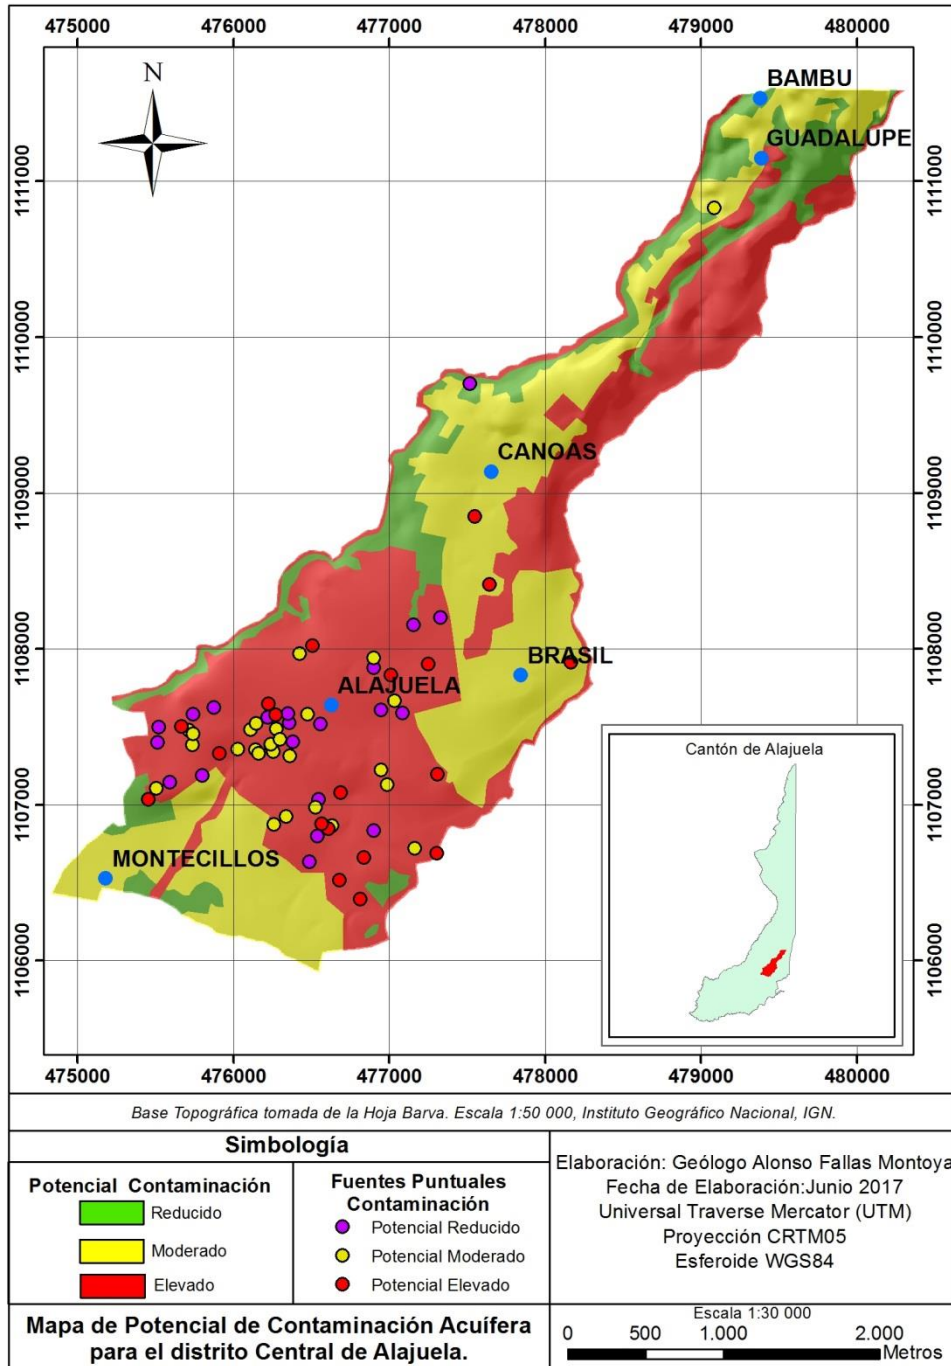 475000 476000 477000 478000 479000 480000
N
BAMBU
GUADALUPE
1111000 1111000
1110000 1110000
CANOAS
1109000 1109000
1108000 1108000
BRASIL
ALAJUELA
Cantón de Alajuela
1107000 1107000
MONTECILLOS
1106000 1106000
475000 476000 477000 478000 479000 480000
Base Topográfica tomada de la Hoja Barva. Escala 1:50 000, Instituto Geográfico Nacional, IGN.
Simbología
Potencial Contaminación
Reducido
Moderado
Elevado
Fuentes Puntuales
Contaminación
Potencial Reducido
Potencial Moderado
Potencial Elevado
Elaboración: Geólogo Alonso Fallas Montoya
Fecha de Elaboración:Junio 2017
Universal Traverse Mercator (UTM)
Proyección CRTM05
Esferoide WGS84
Mapa de Potencial de Contaminación Acuífera
para el distrito Central de Alajuela.
Escala 1:30 000
0 500 1.000 2.000
Metros